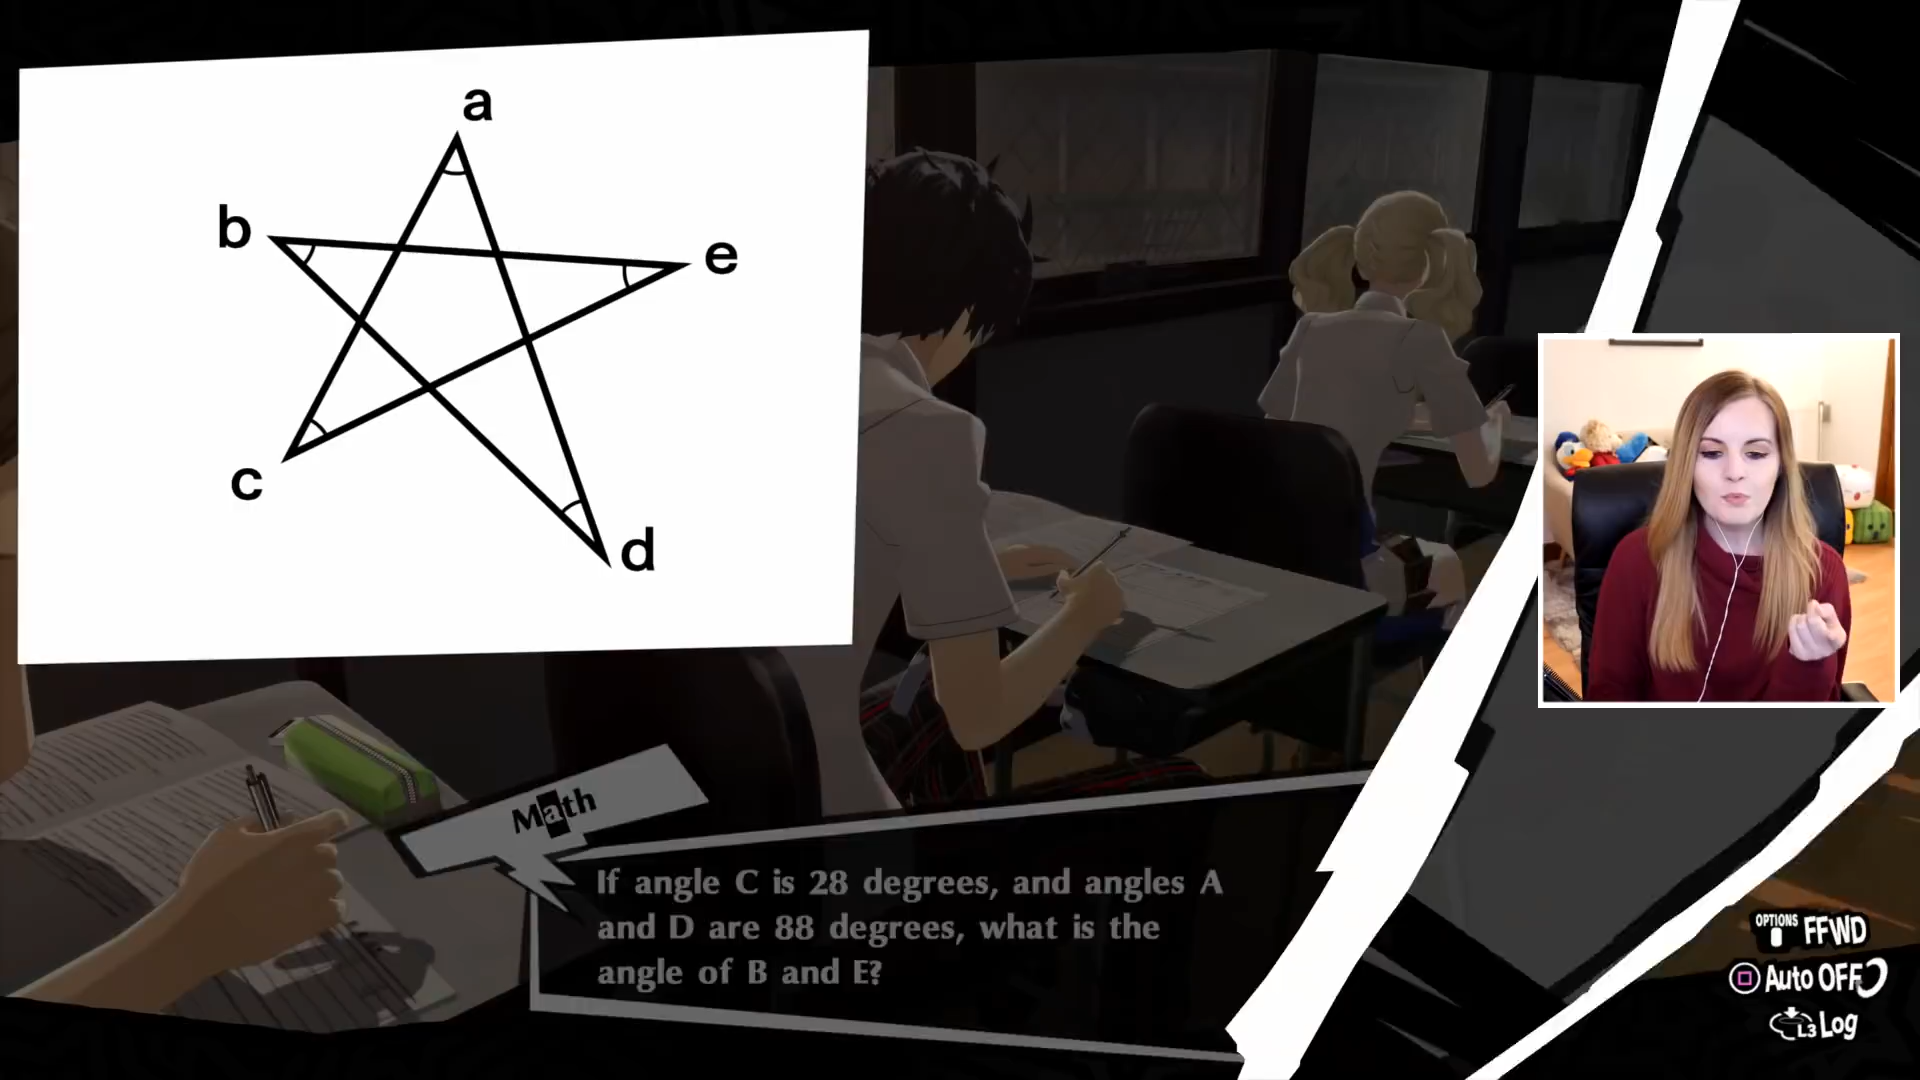 a
b
e
c
d
Math
If angle C is 28 degrees, and angles A
and D are 88 degrees, what is the
angle of B and E?
OPTIONS FFWD
Auto OFF
L3 Log